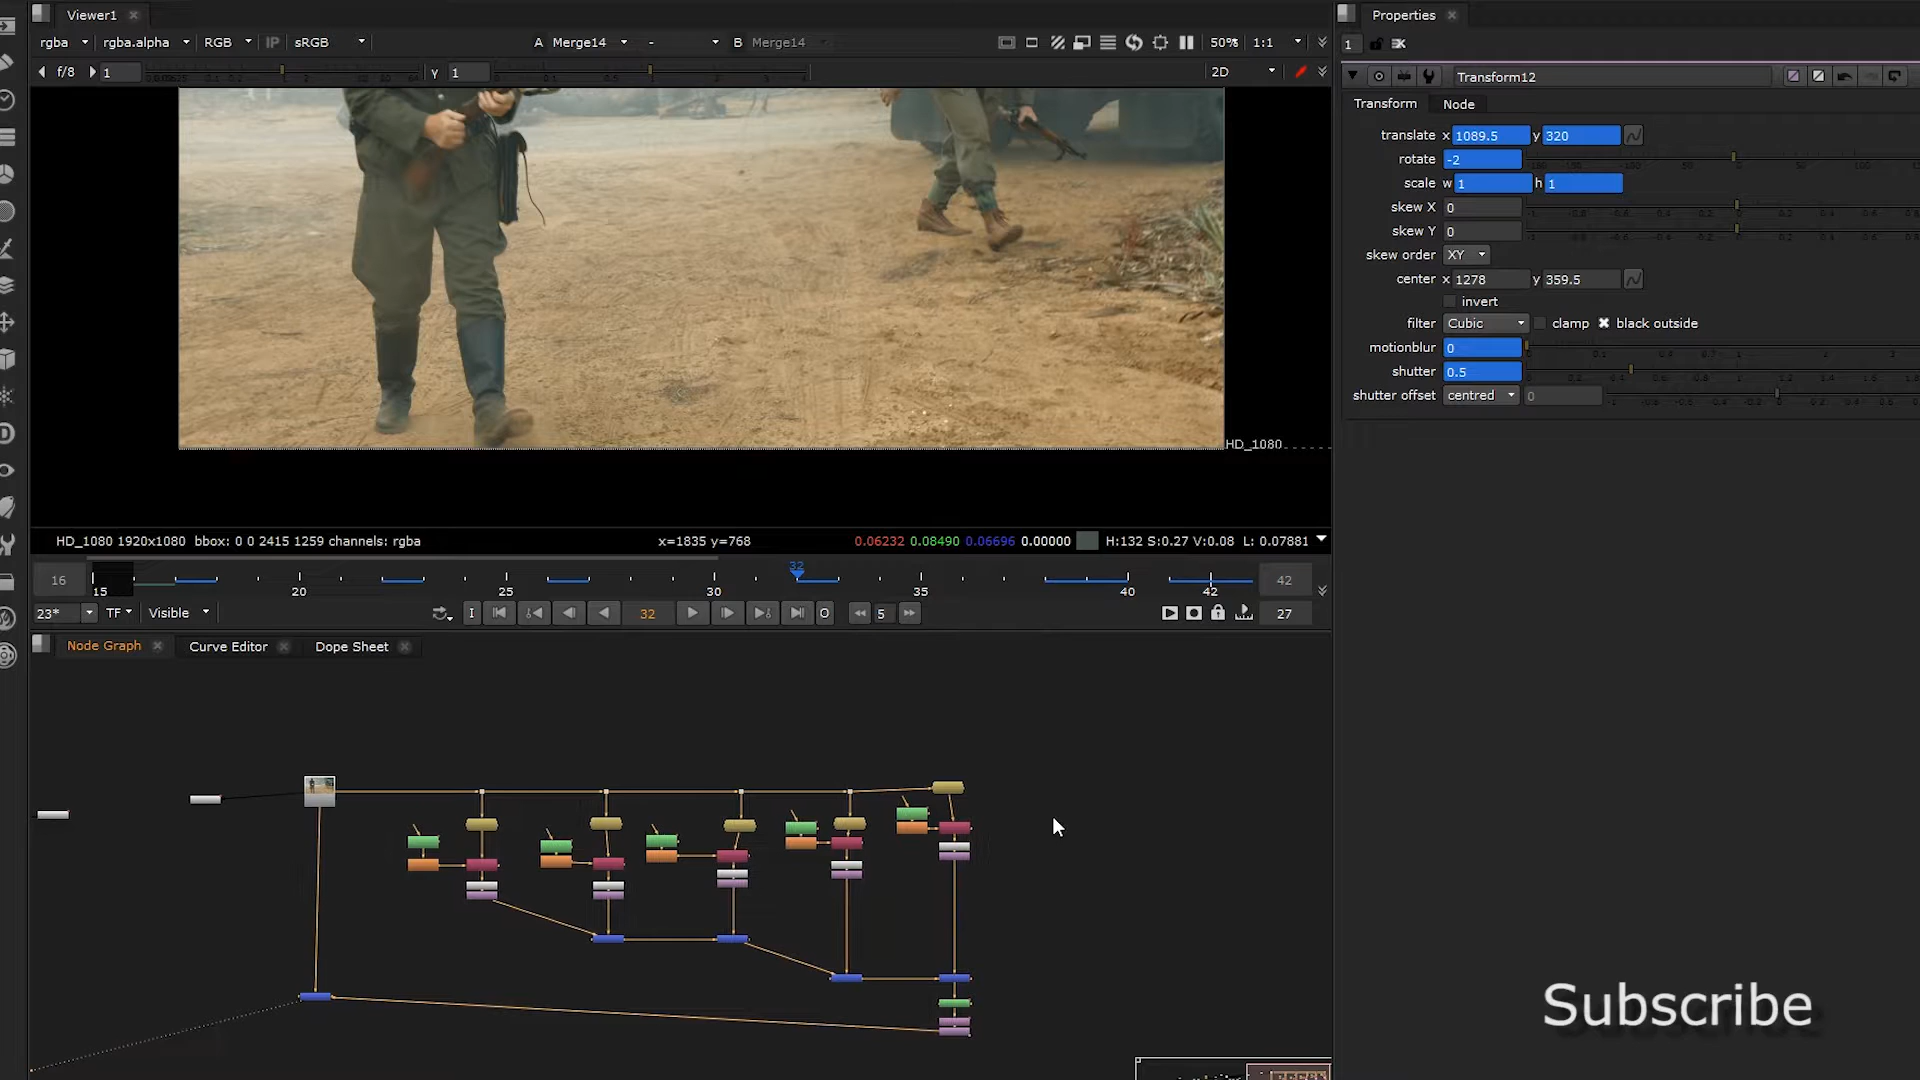 Viewer1
rgba rgba.alpha RGB IP sRGB A Merge14 - B Merge14 50% 1:1
f/8 1 Y 1 2D
HD_1080
HD_1080 1920x1080 bbox: 0 0 2415 1259 channels: rgba x=1835 y=768 0.06232 0.08490 0.06696 0.00000 H:132 S:0.27 V:0.08 L: 0.07881
16 15 20 25 30 32 35 40 42 42
23* TF Visible I 32 O 5 27
Node Graph Curve Editor Dope Sheet
Properties
1
Transform12
Transform Node
translate x 1089.5 y 320
rotate -2
scale w 1 h 1
skew X 0
skew Y 0
skew order XY
center x 1278 y 359.5
invert
filter Cubic clamp black outside
motionblur 0
shutter 0.5
shutter offset centred 0
Subscribe